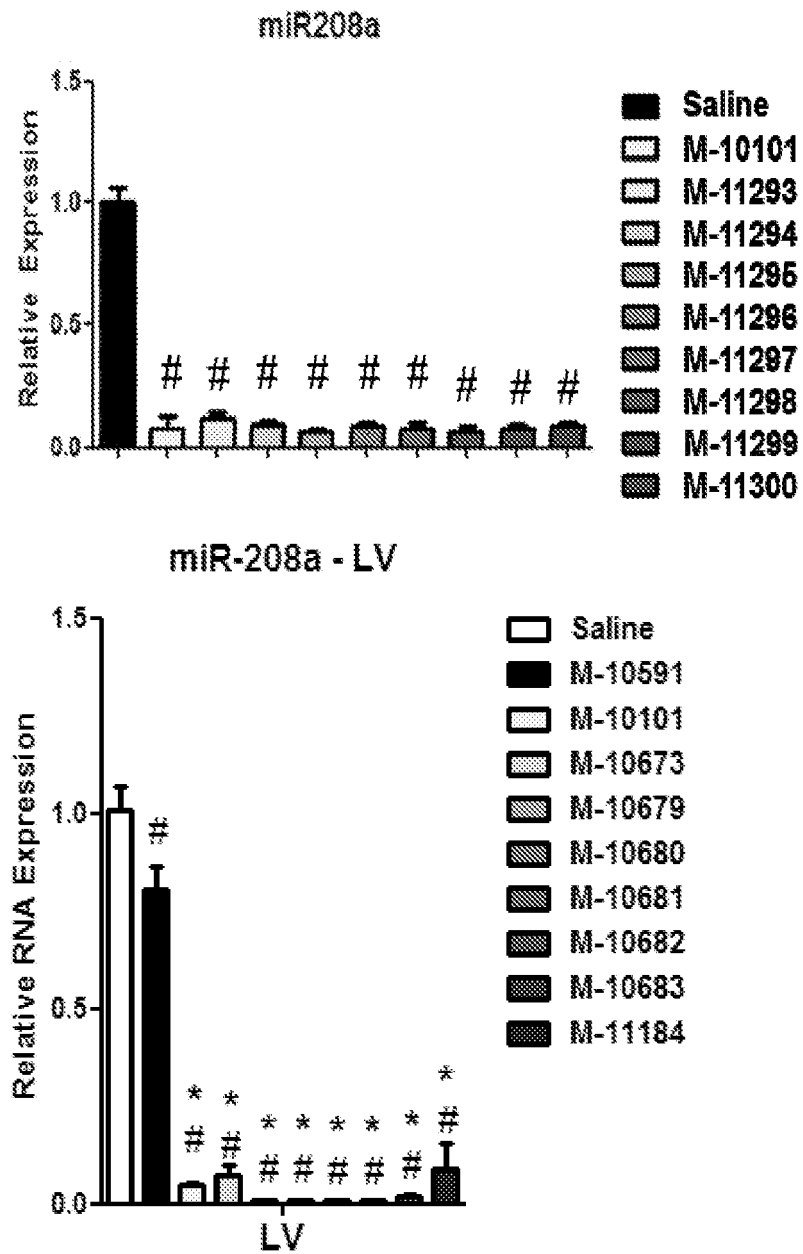 miR208a
Relative Expression
1.5
1.0
0.5
0.0
# # # # # # # # #
Saline
M-10101
M-11293
M-11294
M-11295
M-11296
M-11297
M-11298
M-11299
M-11300
miR-208a - LV
Relative RNA Expression
1.5
1.0
0.5
0.0
#
* * * * * * * *
# # # # # # # #
LV
Saline
M-10591
M-10101
M-10673
M-10679
M-10680
M-10681
M-10682
M-10683
M-11184